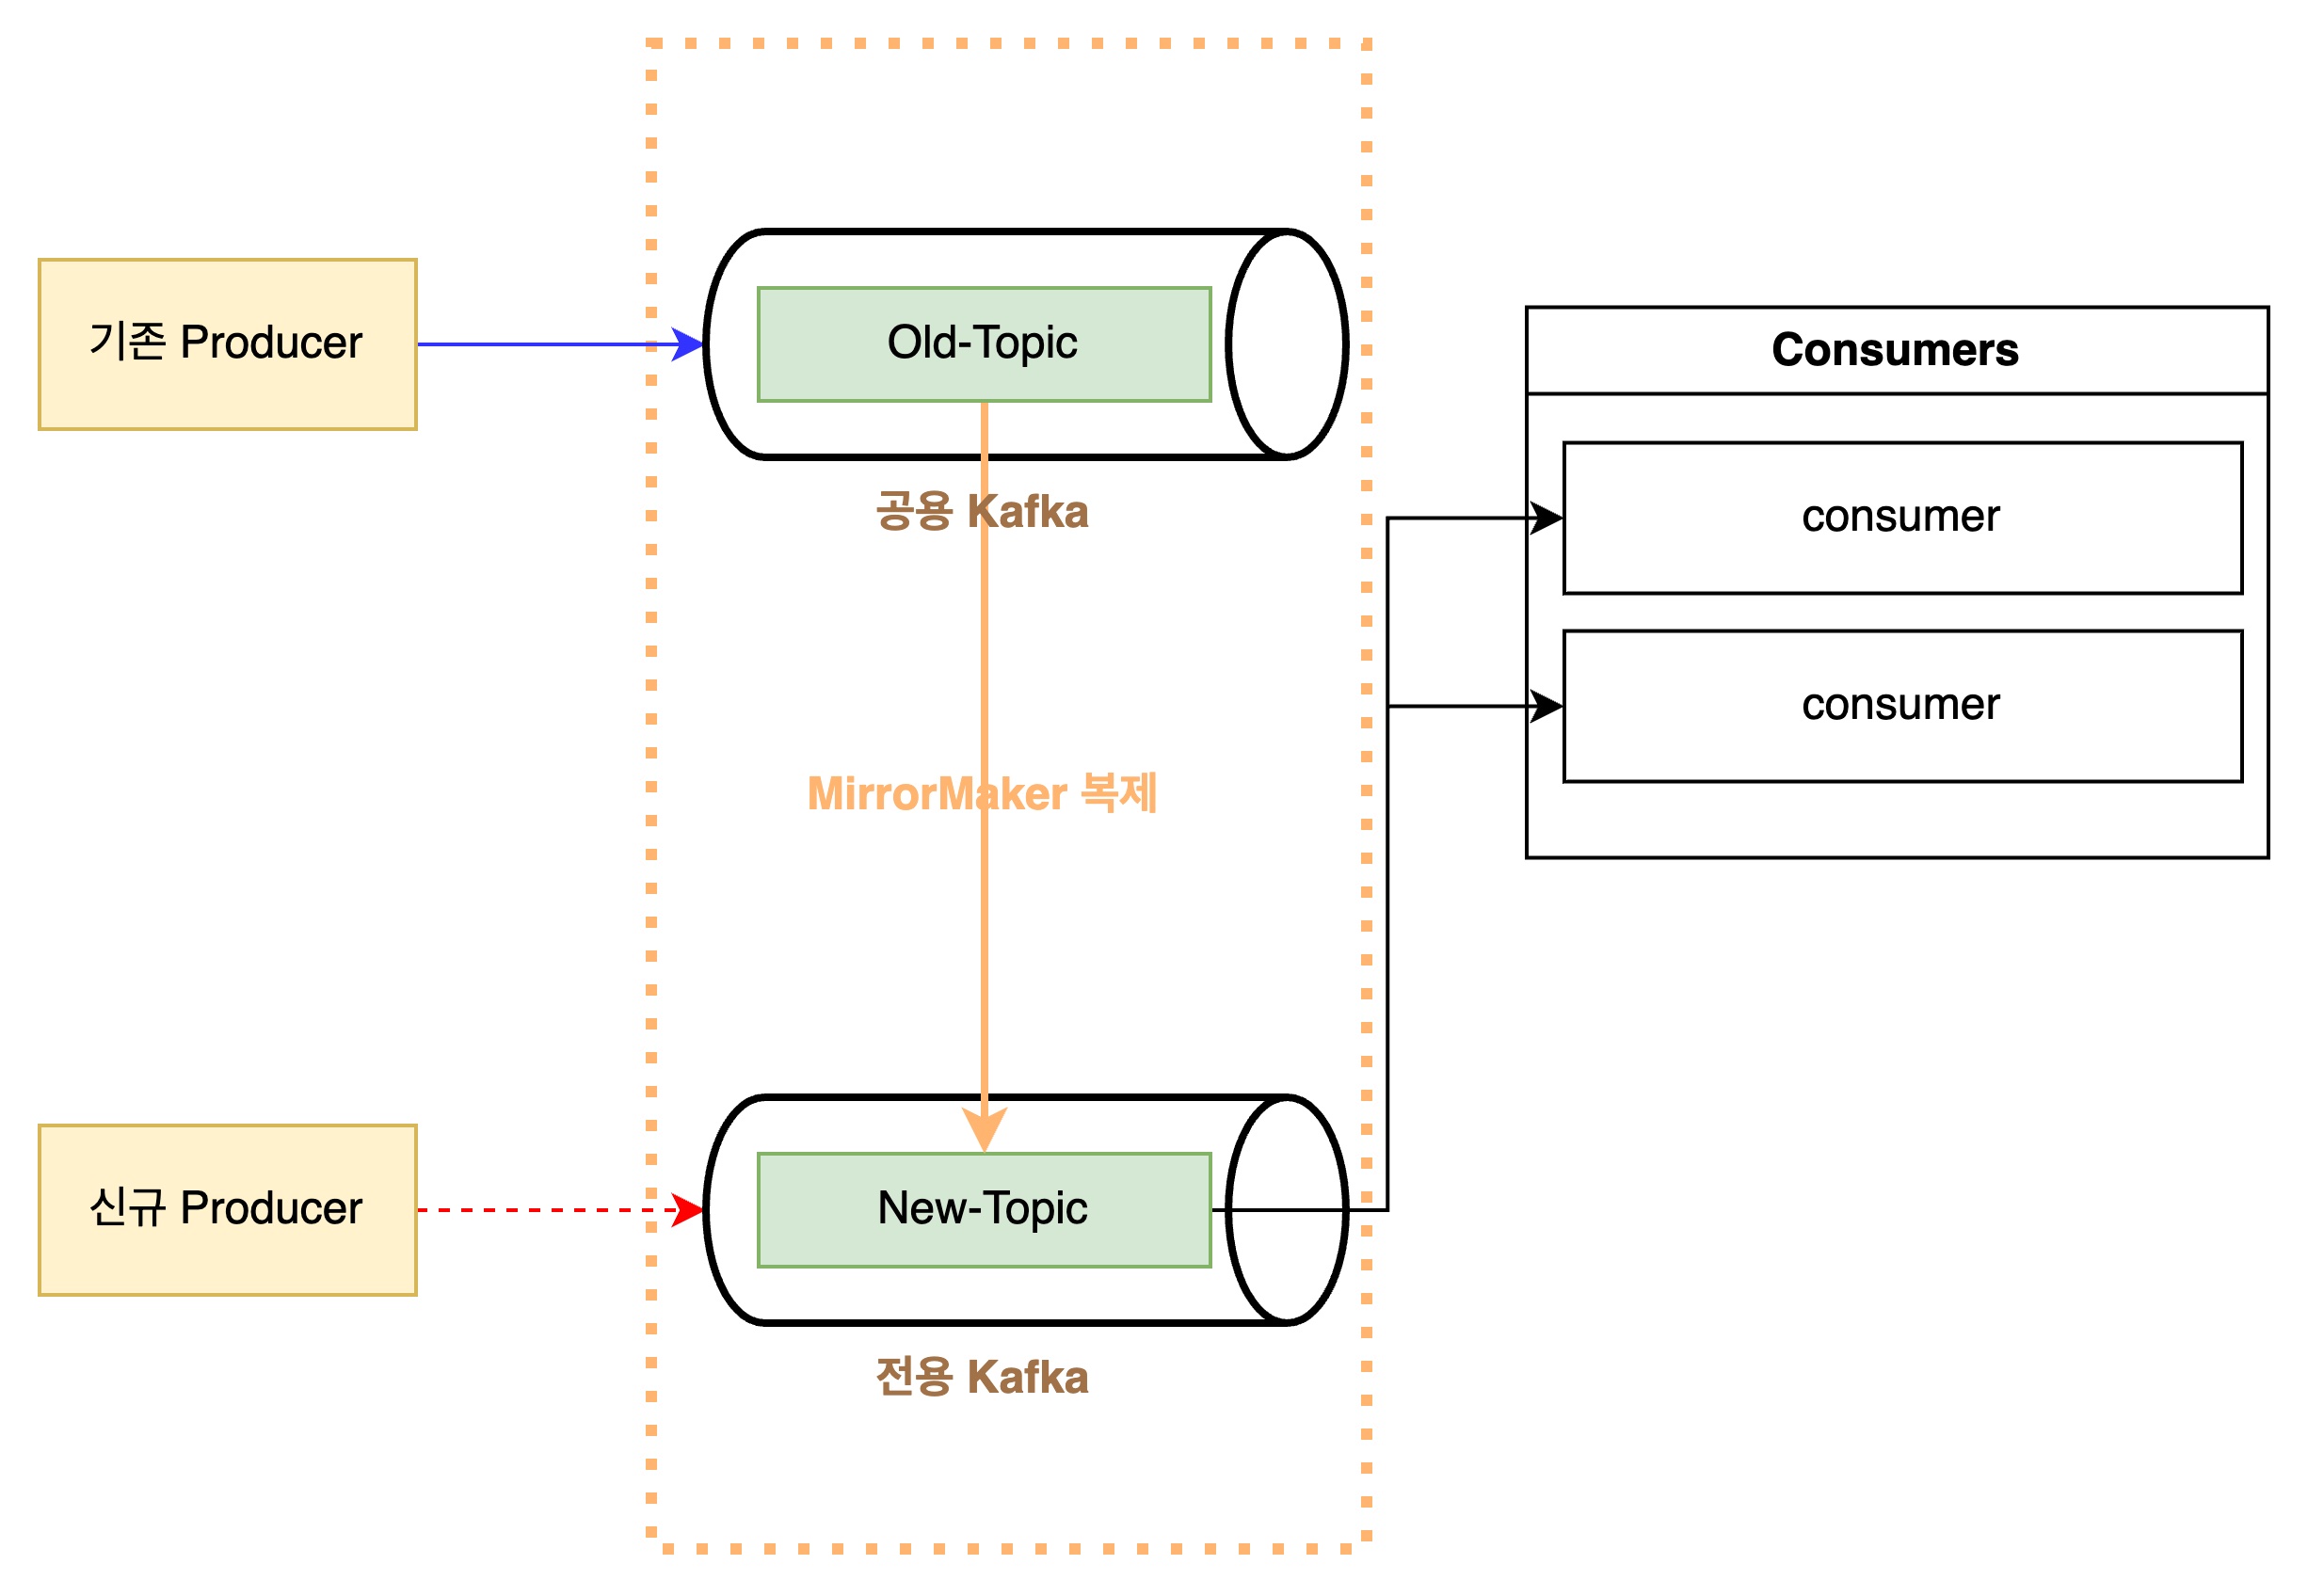 기존 Producer
Old-Topic
공용 Kafka
Consumers
consumer
consumer
MirrorMaker 복제
신규 Producer
New-Topic
전용 Kafka